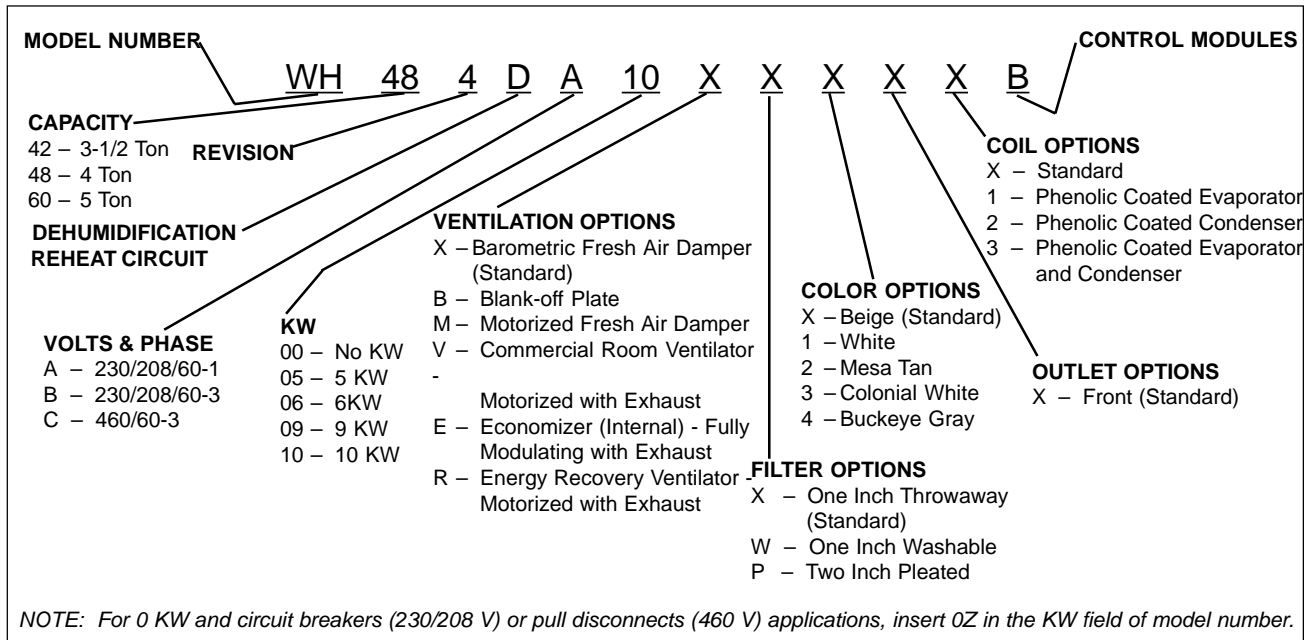 MODEL NUMBER
CONTROL MODULES
WH 48 4 D A 10 X X X X X B
CAPACITY
42 – 3-1/2 Ton
48 – 4 Ton
60 – 5 Ton
REVISION
DEHUMIDIFICATION
REHEAT CIRCUIT
VOLTS & PHASE
A – 230/208/60-1
B – 230/208/60-3
C – 460/60-3
KW
00 – No KW
05 – 5 KW
06 – 6KW
09 – 9 KW
10 – 10 KW
VENTILATION OPTIONS
X – Barometric Fresh Air Damper
(Standard)
B – Blank-off Plate
M – Motorized Fresh Air Damper
V – Commercial Room Ventilator
-
Motorized with Exhaust
E – Economizer (Internal) - Fully
Modulating with Exhaust
R – Energy Recovery Ventilator -
Motorized with Exhaust
FILTER OPTIONS
X – One Inch Throwaway
(Standard)
W – One Inch Washable
P – Two Inch Pleated
COLOR OPTIONS
X – Beige (Standard)
1 – White
2 – Mesa Tan
3 – Colonial White
4 – Buckeye Gray
OUTLET OPTIONS
X – Front (Standard)
COIL OPTIONS
X – Standard
1 – Phenolic Coated Evaporator
2 – Phenolic Coated Condenser
3 – Phenolic Coated Evaporator
and Condenser
NOTE: For 0 KW and circuit breakers (230/208 V) or pull disconnects (460 V) applications, insert 0Z in the KW field of model number.